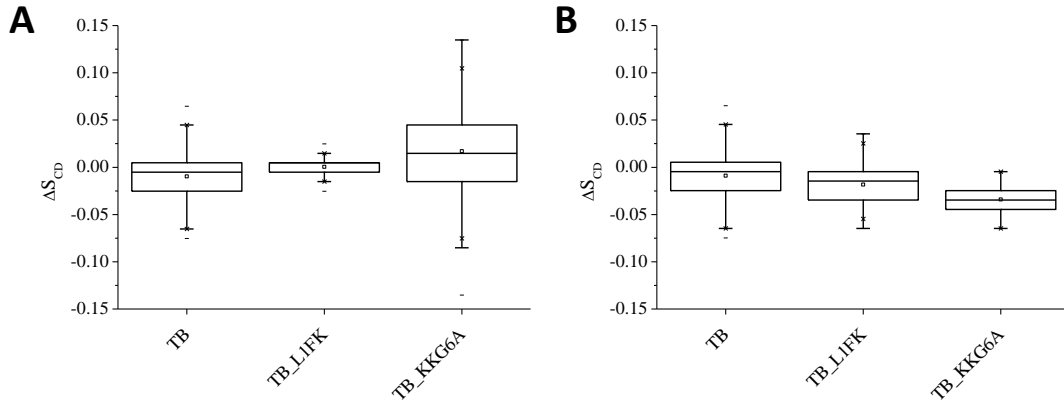 A
0.15
0.10
0.05
0.00
-0.05
-0.10
-0.15
ΔS_CD
TB
TB_L1FK
TB_KKG6A
B
0.15
0.10
0.05
0.00
-0.05
-0.10
-0.15
ΔS_CD
TB
TB_L1FK
TB_KKG6A